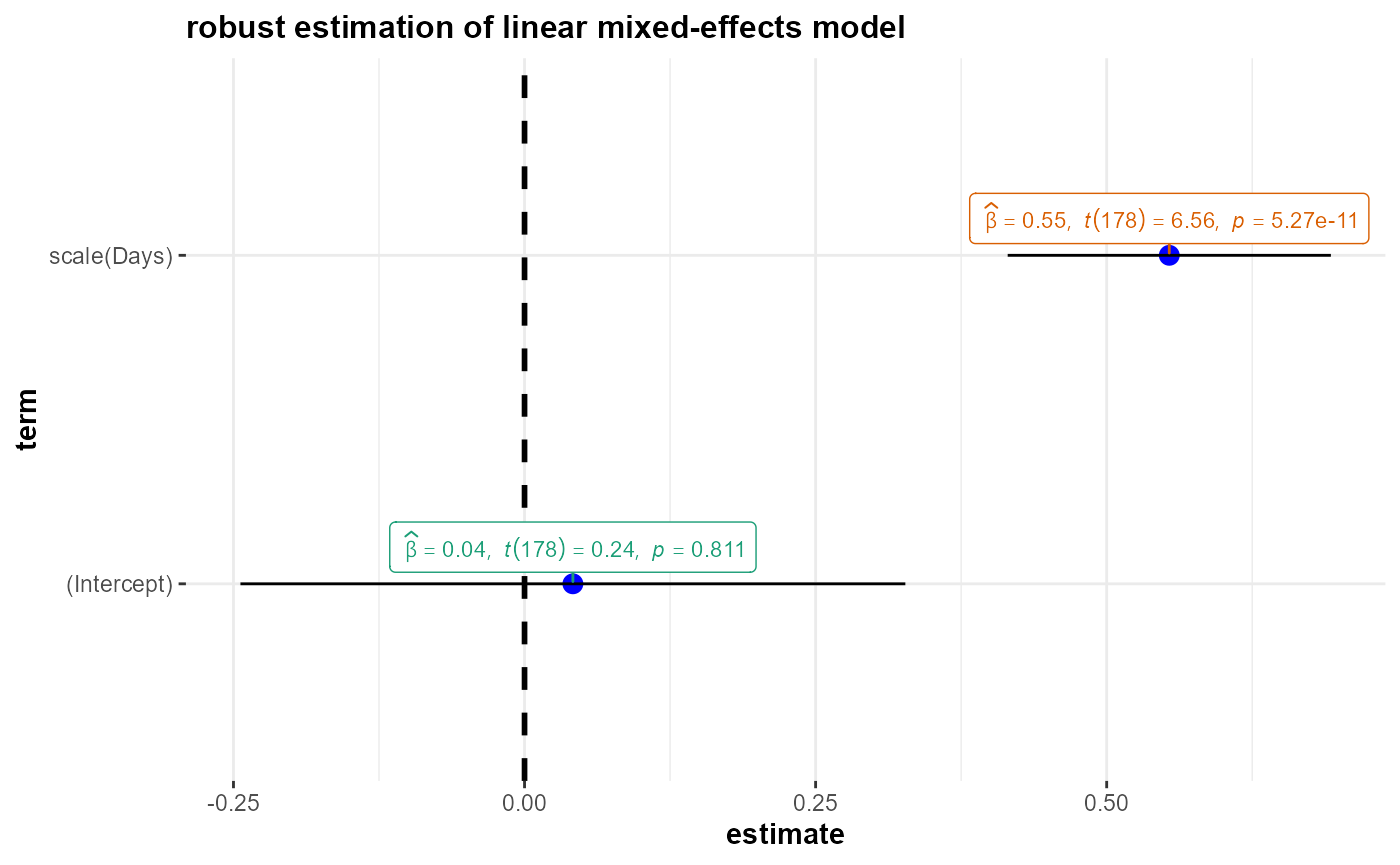 robust estimation of linear mixed-effects model
term
scale(Days)
β̂ = 0.55, t(178) = 6.56, p = 5.27e-11
(Intercept)
β̂ = 0.04, t(178) = 0.24, p = 0.811
-0.25 0.00 0.25 0.50
estimate